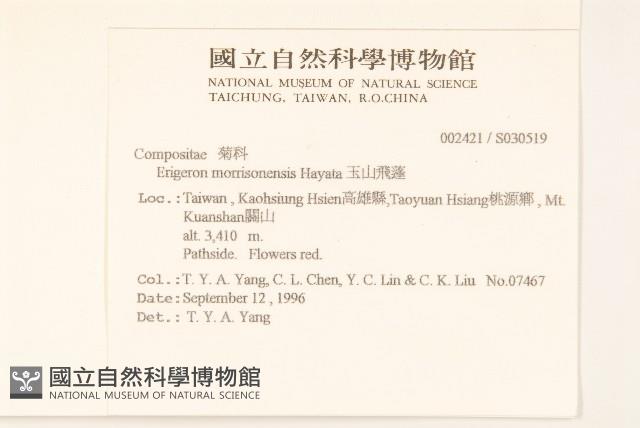 國立自然科學博物館
NATIONAL MUSEUM OF NATURAL SCIENCE
TAICHUNG, TAIWAN, R.O.CHINA
002421 / S030519
Compositae 菊科
Erigeron morrisonensis Hayata 玉山飛蓬
Loc.:Taiwan , Kaohsiung Hsien高雄縣,Taoyuan Hsiang桃源鄉 , Mt.
Kuanshan關山
alt. 3,410 m.
Pathside. Flowers red.
Col.:T. Y. A. Yang, C. L. Chen, Y. C. Lin & C. K. Liu No.07467
Date:September 12 , 1996
Det.: T. Y. A. Yang
國立自然科學博物館
NATIONAL MUSEUM OF NATURAL SCIENCE